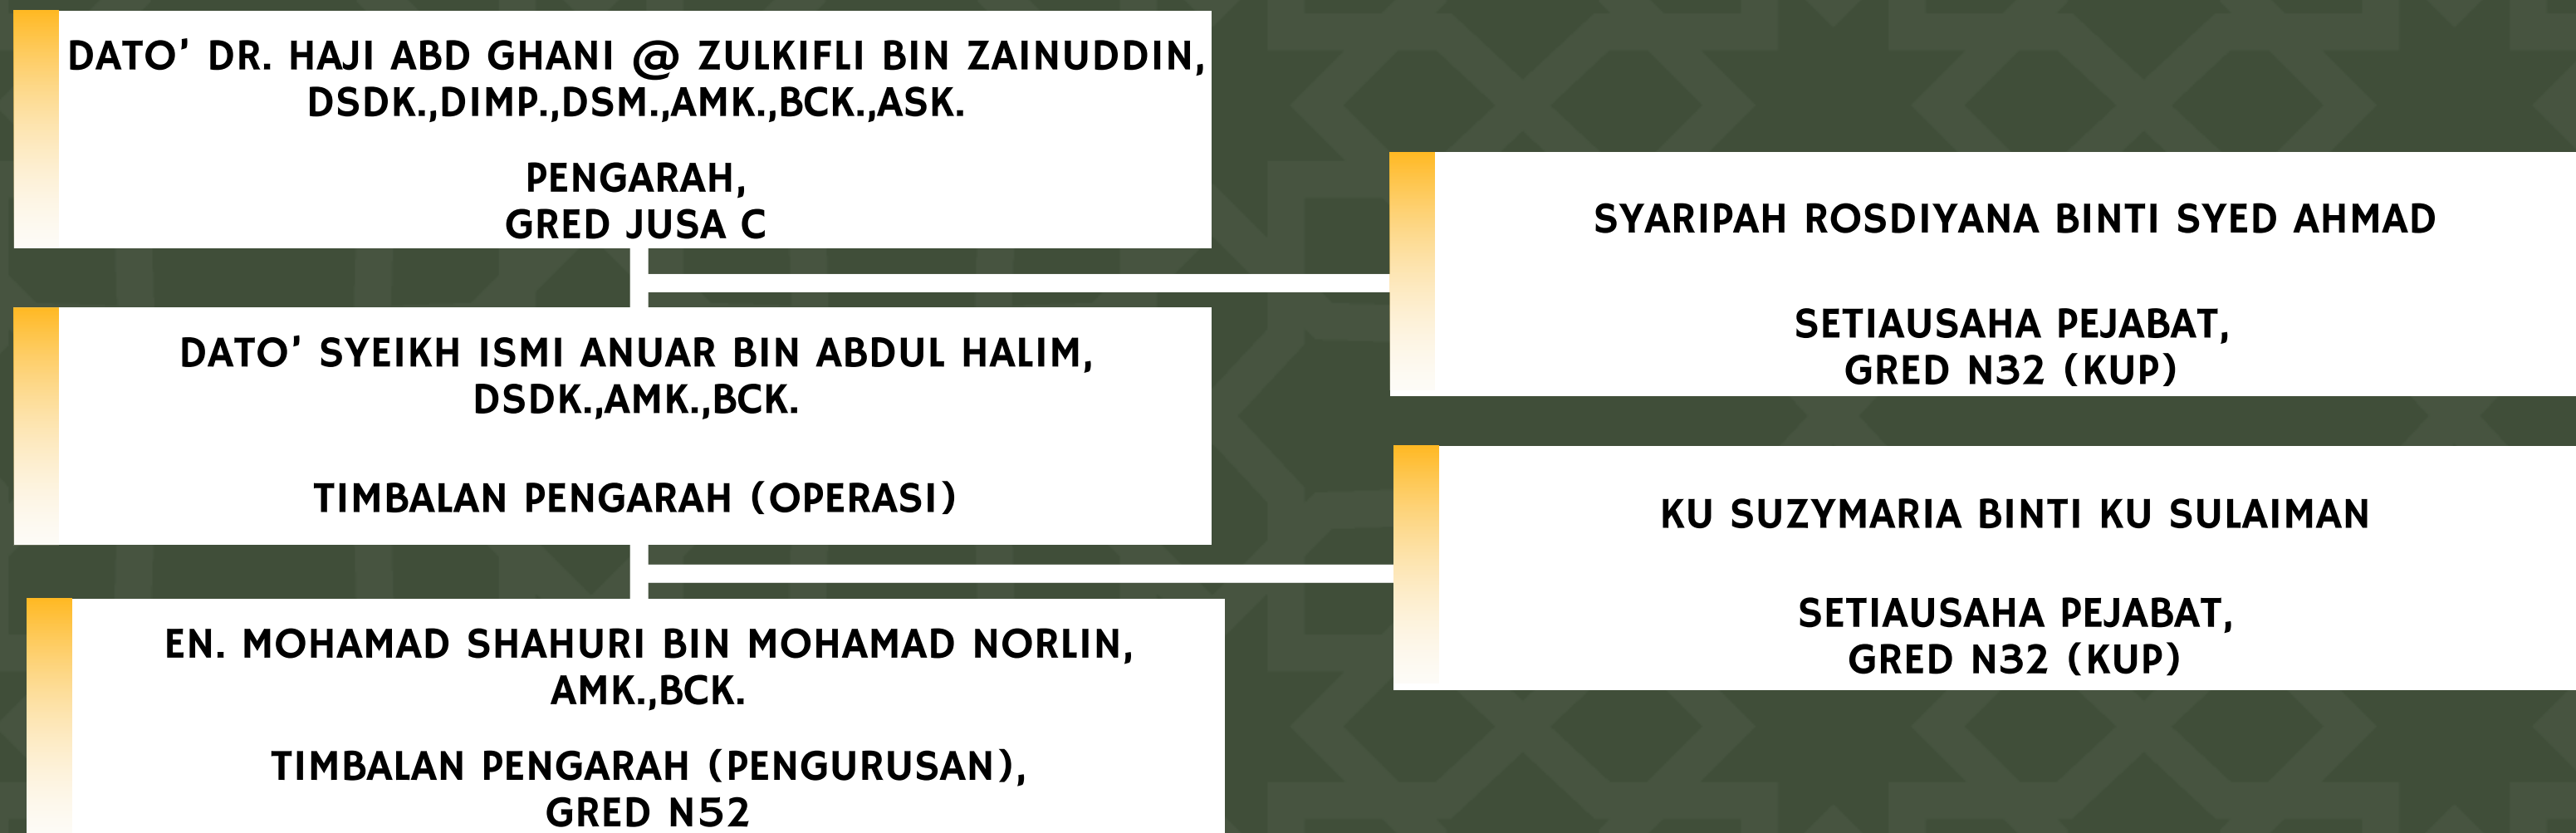 DATO' DR. HAJI ABD GHANI @ ZULKIFLI BIN ZAINUDDIN,
DSDK.,DIMP.,DSM.,AMK.,BCK.,ASK.
PENGARAH,
GRED JUSA C
SYARIPAH ROSDIYANA BINTI SYED AHMAD
SETIAUSAHA PEJABAT,
GRED N32 (KUP)
DATO' SYEIKH ISMI ANUAR BIN ABDUL HALIM,
DSDK.,AMK.,BCK.
TIMBALAN PENGARAH (OPERASI)
KU SUZYMARIA BINTI KU SULAIMAN
SETIAUSAHA PEJABAT,
GRED N32 (KUP)
EN. MOHAMAD SHAHURI BIN MOHAMAD NORLIN,
AMK.,BCK.
TIMBALAN PENGARAH (PENGURUSAN),
GRED N52